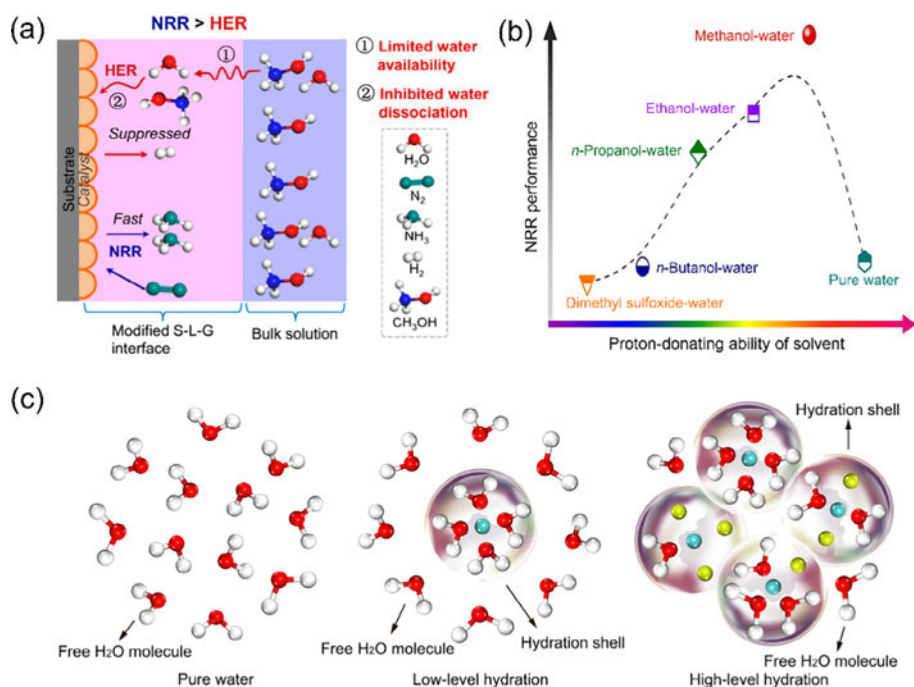 (a)
NRR > HER
Substrate
Catalyst
HER
①
②
Suppressed
Fast
NRR
Modified S-L-G
interface
Bulk solution
① Limited water
availability
② Inhibited water
dissociation
H₂O
N₂
NH₃
H₂
CH₃OH
(b)
NRR performance
Methanol-water
Ethanol-water
n-Propanol-water
n-Butanol-water
Pure water
Dimethyl sulfoxide-water
Proton-donating ability of solvent
(c)
Free H₂O molecule
Pure water
Free H₂O molecule
Hydration shell
Low-level hydration
Hydration shell
Free H₂O molecule
High-level hydration